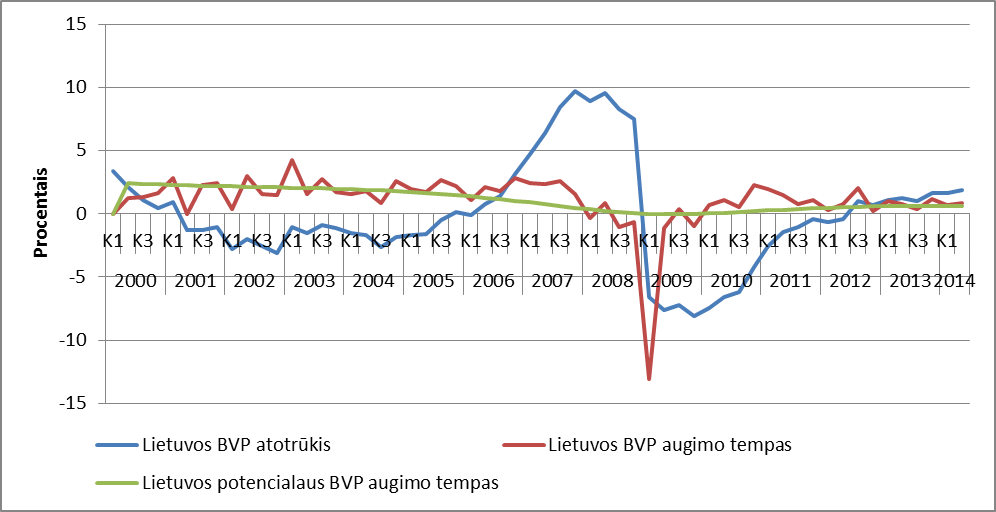 15
10
5
0
-5
-10
-15
Procentais
K1 K3 K1 K3 K1 K3 K1 K3 K1 K3 K1 K3 K1 K3 K1 K3 K1 K3 K1 K3 K1 K3 K1 K3 K1 K3 K1 K3 K1
2000 2001 2002 2003 2004 2005 2006 2007 2008 2009 2010 2011 2012 2013 2014
Lietuvos BVP atotrūkis
Lietuvos BVP augimo tempas
Lietuvos potencialaus BVP augimo tempas